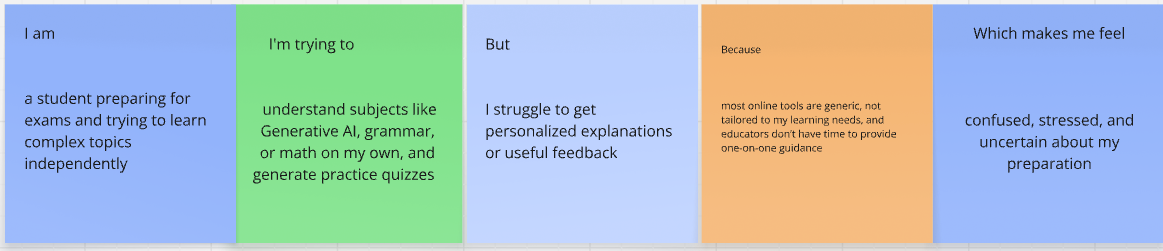 I am
a student preparing for
exams and trying to learn
complex topics
independently
I'm trying to
understand subjects like
Generative AI, grammar,
or math on my own, and
generate practice quizzes
But
I struggle to get
personalized explanations
or useful feedback
Because
most online tools are generic, not
tailored to my learning needs, and
educators don't have time to provide
one-on-one guidance
Which makes me feel
confused, stressed, and
uncertain about my
preparation